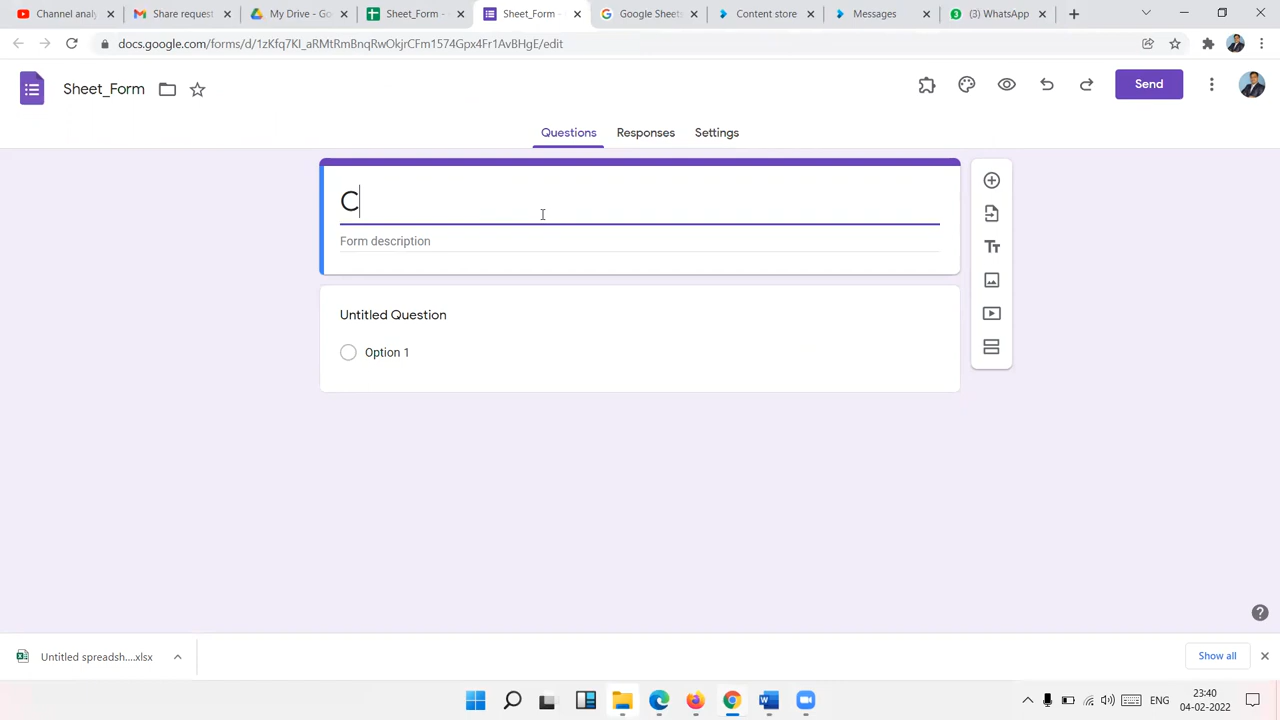 Channel analy
Share request
My Drive - Go
Sheet_Form -
Sheet_Form -
Google Sheets
Content store
Messages
(3) WhatsApp
docs.google.com/forms/d/1zKfq7KI_aRMtRmBnqRwOkjrCFm1574Gpx4Fr1AvBHgE/edit
Sheet_Form
Send
Questions
Responses
Settings
C
Form description
Untitled Question
Option 1
Untitled spreadsh....xlsx
Show all
ENG
23:40
04-02-2022